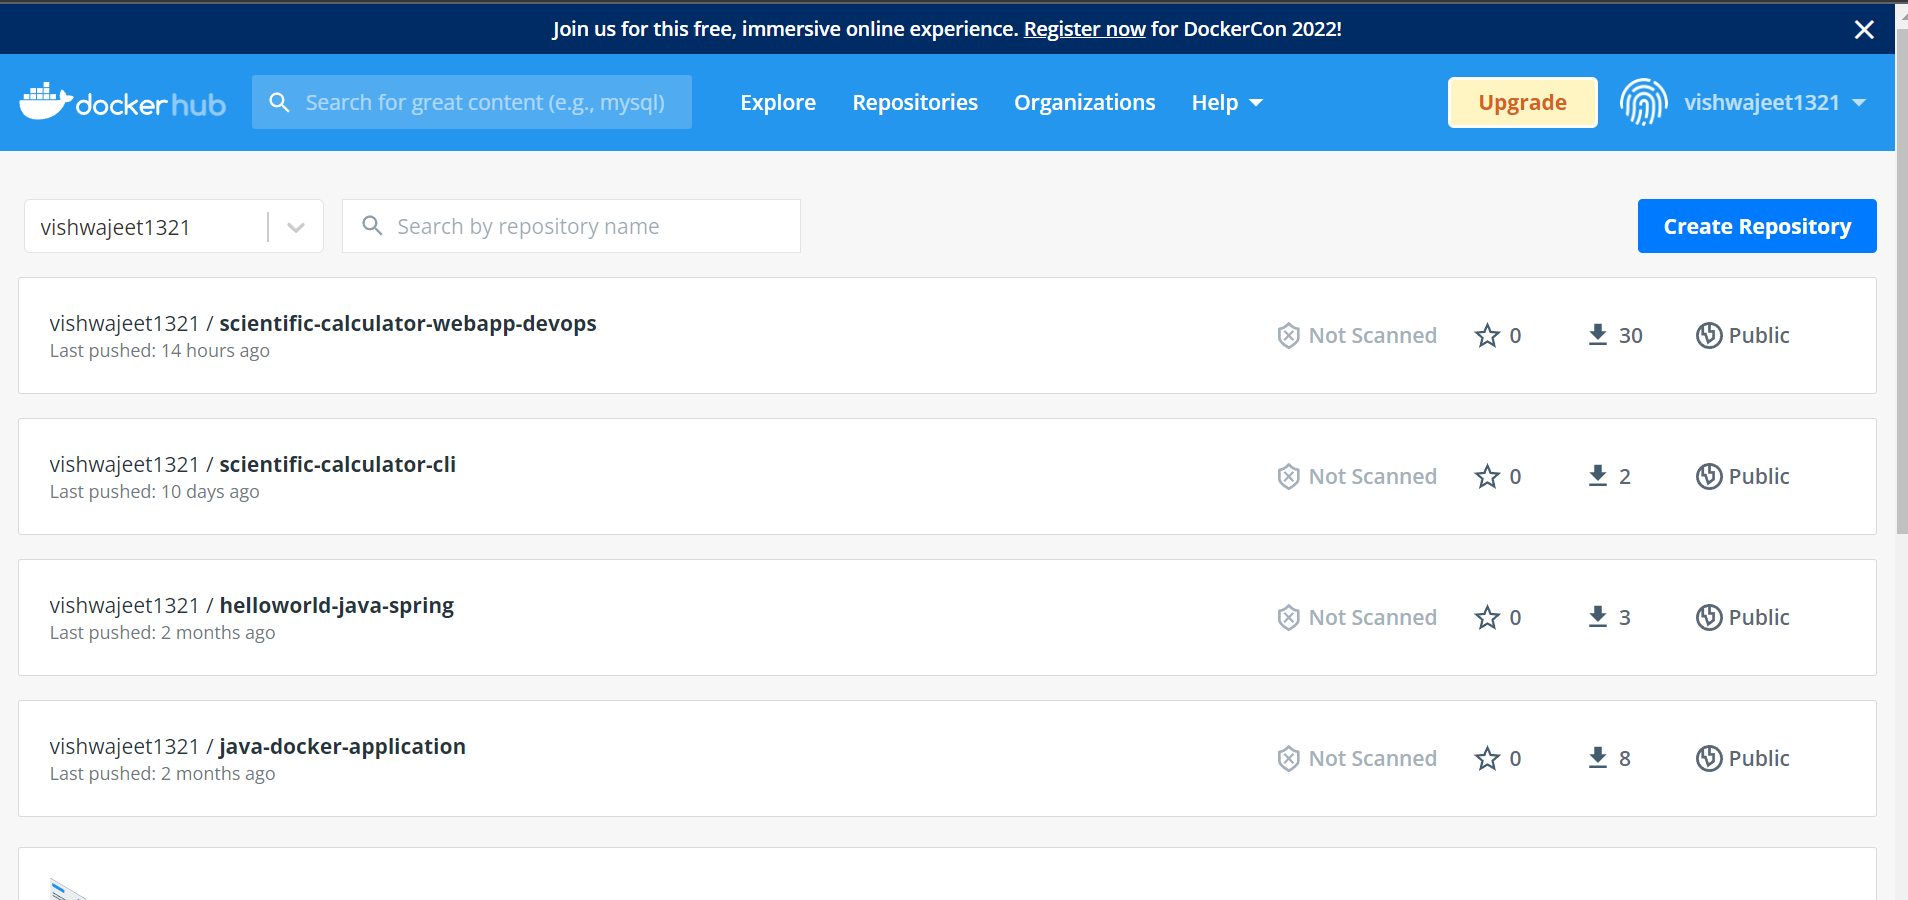 Join us for this free, immersive online experience. Register now for DockerCon 2022!
docker hub
Search for great content (e.g., mysql)
Explore
Repositories
Organizations
Help
Upgrade
vishwajeet1321
vishwajeet1321
Search by repository name
Create Repository
vishwajeet1321 / scientific-calculator-webapp-devops
Last pushed: 14 hours ago
Not Scanned
0
30
Public
vishwajeet1321 / scientific-calculator-cli
Last pushed: 10 days ago
Not Scanned
0
2
Public
vishwajeet1321 / helloworld-java-spring
Last pushed: 2 months ago
Not Scanned
0
3
Public
vishwajeet1321 / java-docker-application
Last pushed: 2 months ago
Not Scanned
0
8
Public